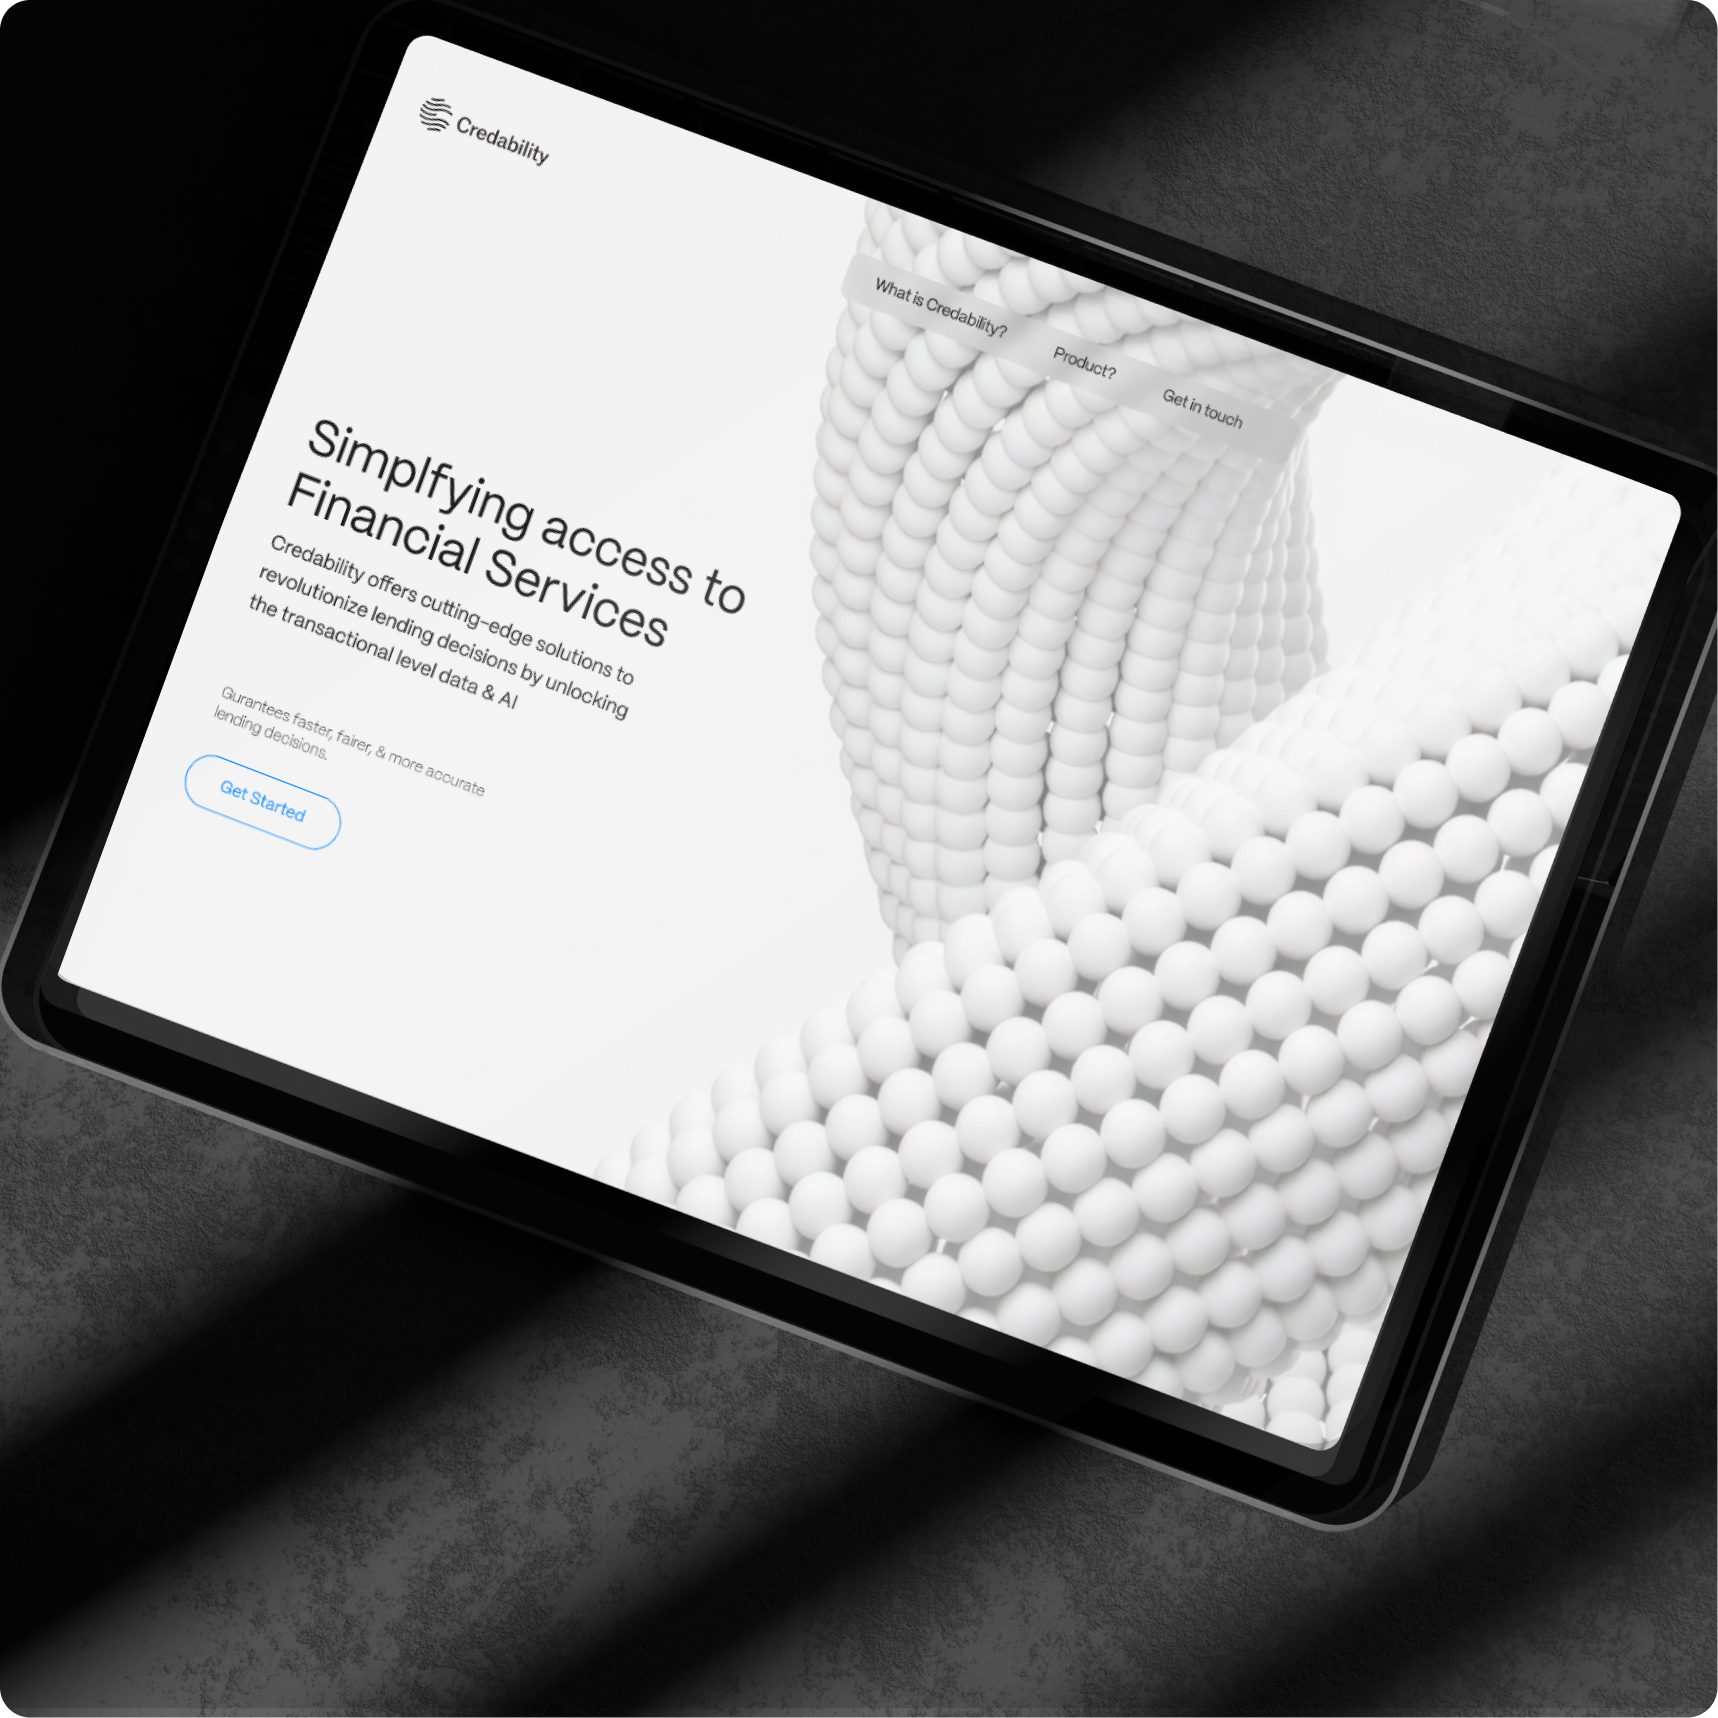 Credability
What is Credability?
Product?
Get in touch
Simplfying access to
Financial Services
Credability offers cutting-edge solutions to
revolutionize lending decisions by unlocking
the transactional level data & AI
Gurantees faster, fairer, & more accurate
lending decisions.
Get Started